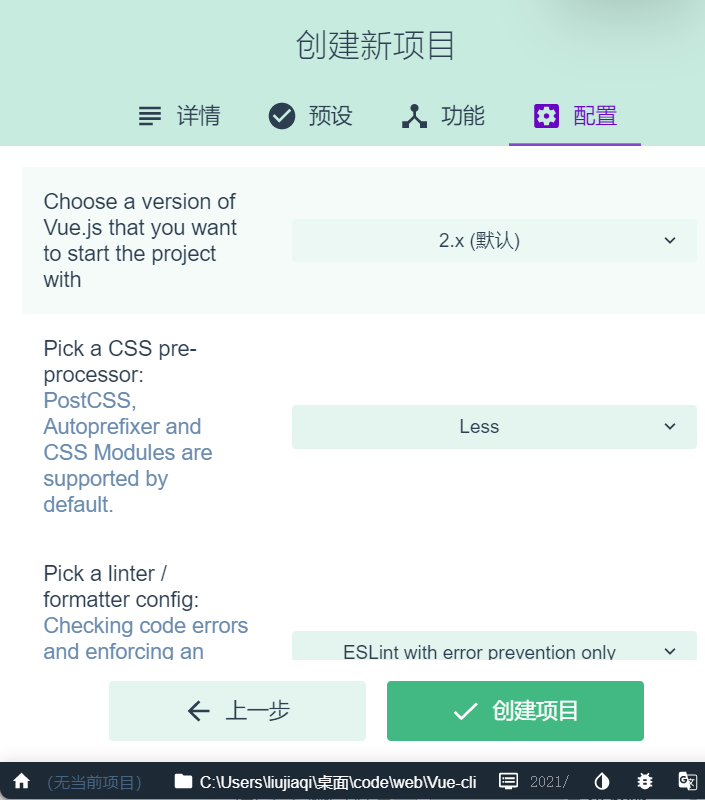 创建新项目
详情 预设 功能 配置
Choose a version of
Vue.js that you want
to start the project
with
2.x (默认)
Pick a CSS pre-
processor:
PostCSS,
Autoprefixer and
CSS Modules are
supported by
default.
Less
Pick a linter /
formatter config:
Checking code errors
and enforcing an
ESLint with error prevention only
上一步 创建项目
(无当前项目) C:\Users\liujiaqi\桌面\code\web\Vue-cli 2021/